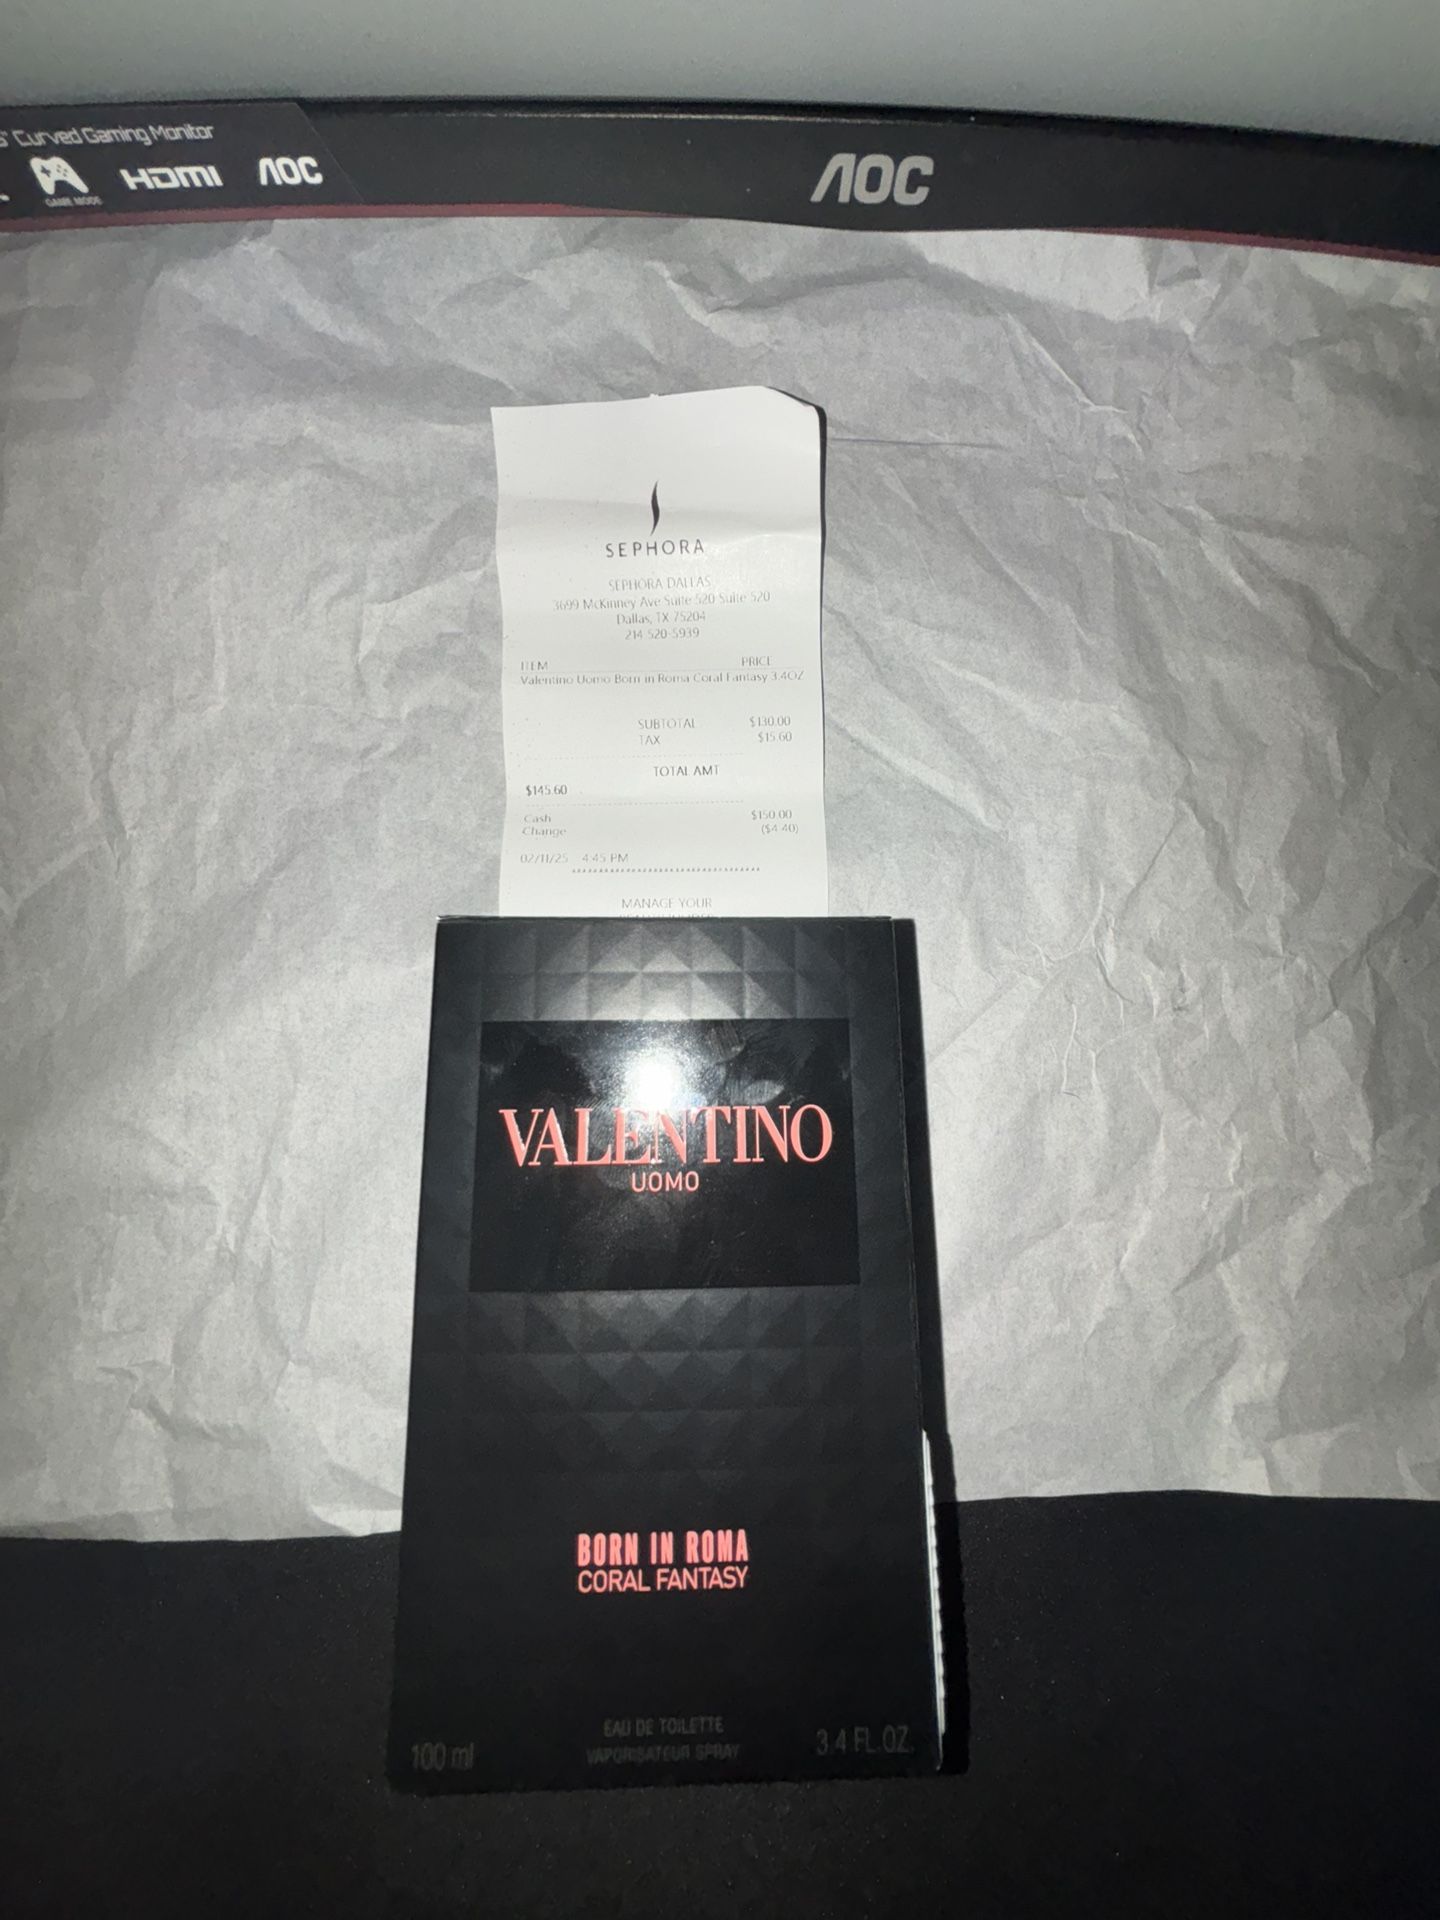 Curved Gaming Monitor
GAME MODE
HDMI
AOC
AOC
SEPHORA
SEPHORA DALLAS
3699 McKinney Ave Suite 520 Suite 520
Dallas, TX 75204
214 520-5939
ITEM PRICE
Valentino Uomo Born in Roma Coral Fantasy 3.4OZ
SUBTOTAL $130.00
TAX $15.60
TOTAL AMT
$145.60
Cash $150.00
Change ($4.40)
02/11/25 4:45 PM
MANAGE YOUR
VALENTINO
UOMO
BORN IN ROMA
CORAL FANTASY
EAU DE TOILETTE
VAPORISATEUR SPRAY
100 ml
3.4 FL.OZ.